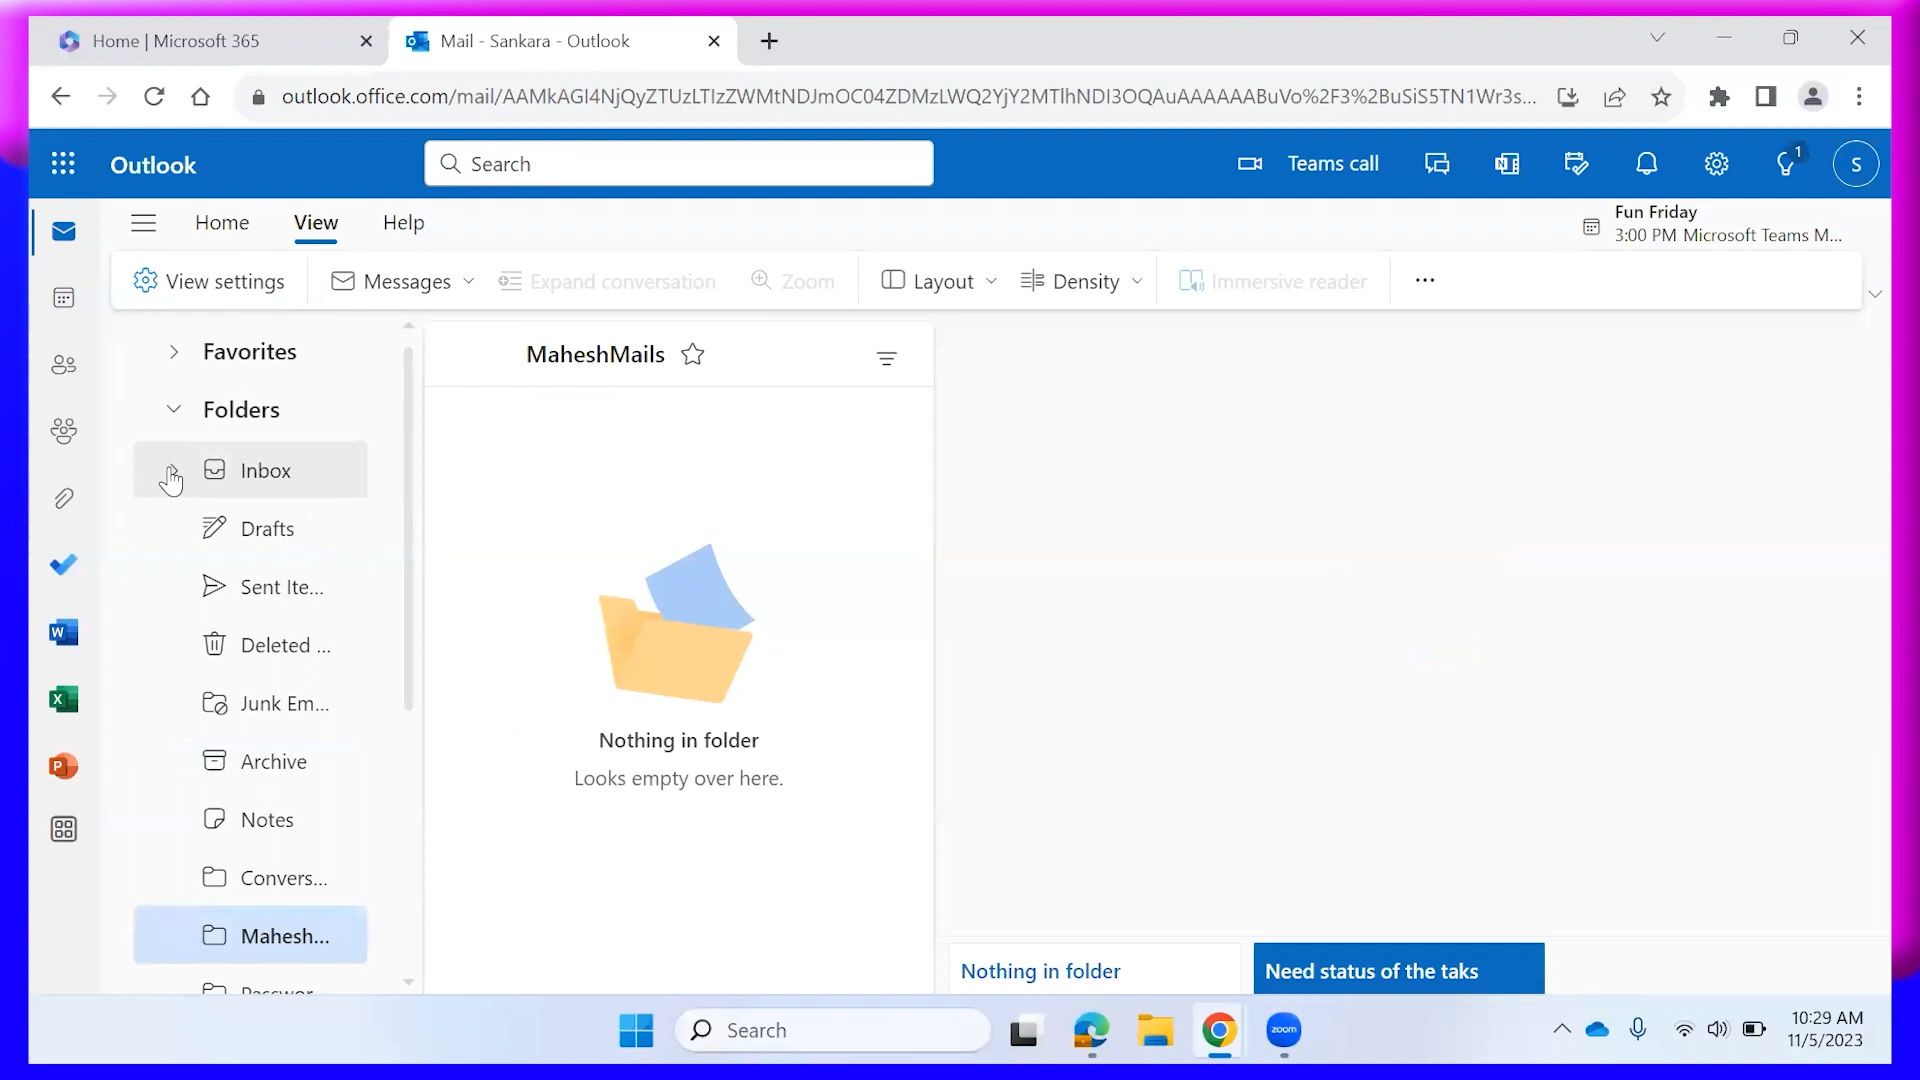 Home | Microsoft 365
Mail - Sankara - Outlook
outlook.office.com/mail/AAMkAGI4NjQyZTUzLTIzZWMtNDJmOC04ZDMzLWQ2YjY2MTlhNDI3OQAuAAAAAABuVo%2F3%2BuSiS5TN1Wr3s...
Outlook
Search
Teams call
1
S
Home
View
Help
Fun Friday
3:00 PM Microsoft Teams M...
View settings
Messages
Expand conversation
Zoom
Layout
Density
Immersive reader
Favorites
Folders
Inbox
Drafts
Sent Ite...
Deleted ...
Junk Em...
Archive
Notes
Convers...
Mahesh...
MaheshMails
Nothing in folder
Looks empty over here.
Nothing in folder
Need status of the taks
Search
zoom
10:29 AM
11/5/2023